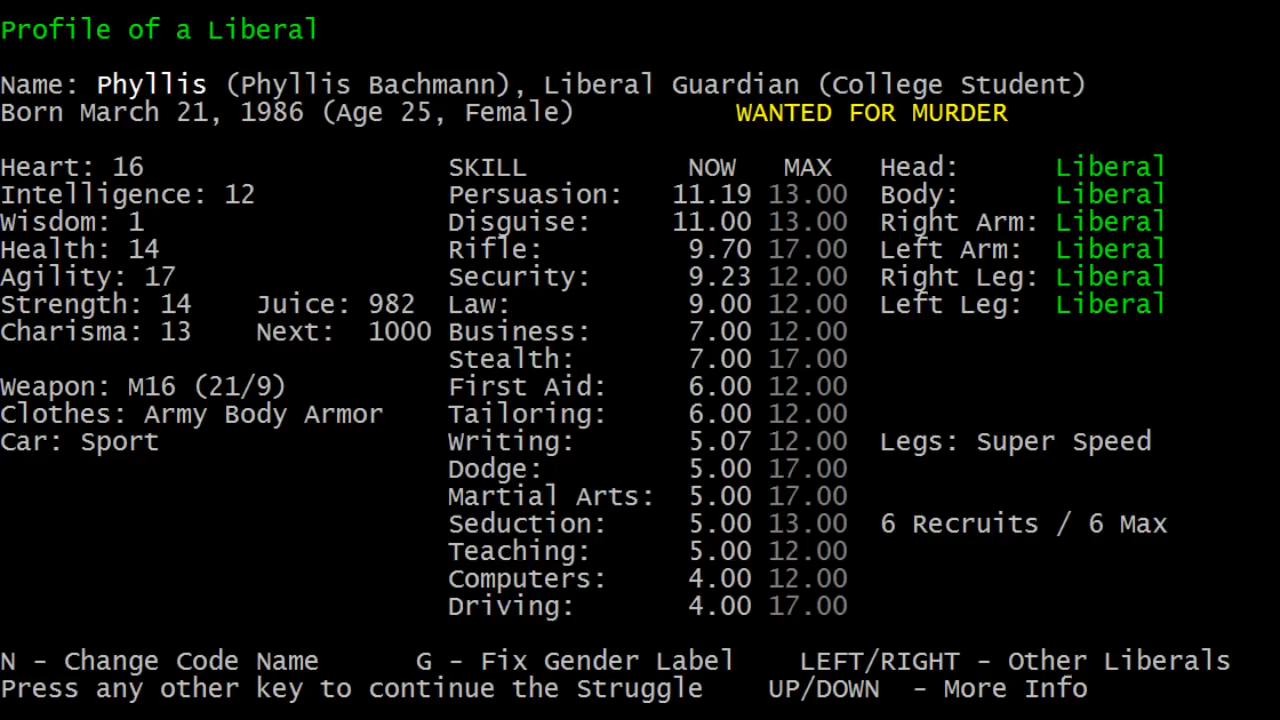 Profile of a Liberal
Name: Phyllis (Phyllis Bachmann), Liberal Guardian (College Student)
Born March 21, 1986 (Age 25, Female) WANTED FOR MURDER
Heart: 16 SKILL NOW MAX Head: Liberal
Intelligence: 12 Persuasion: 11.19 13.00 Body: Liberal
Wisdom: 1 Disguise: 11.00 13.00 Right Arm: Liberal
Health: 14 Rifle: 9.70 17.00 Left Arm: Liberal
Agility: 17 Security: 9.23 12.00 Right Leg: Liberal
Strength: 14 Juice: 982 Law: 9.00 12.00 Left Leg: Liberal
Charisma: 13 Next: 1000 Business: 7.00 12.00
Stealth: 7.00 17.00
Weapon: M16 (21/9) First Aid: 6.00 12.00
Clothes: Army Body Armor Tailoring: 6.00 12.00
Car: Sport Writing: 5.07 12.00 Legs: Super Speed
Dodge: 5.00 17.00
Martial Arts: 5.00 17.00
Seduction: 5.00 13.00 6 Recruits / 6 Max
Teaching: 5.00 12.00
Computers: 4.00 12.00
Driving: 4.00 17.00
N - Change Code Name G - Fix Gender Label LEFT/RIGHT - Other Liberals
Press any other key to continue the Struggle UP/DOWN - More Info